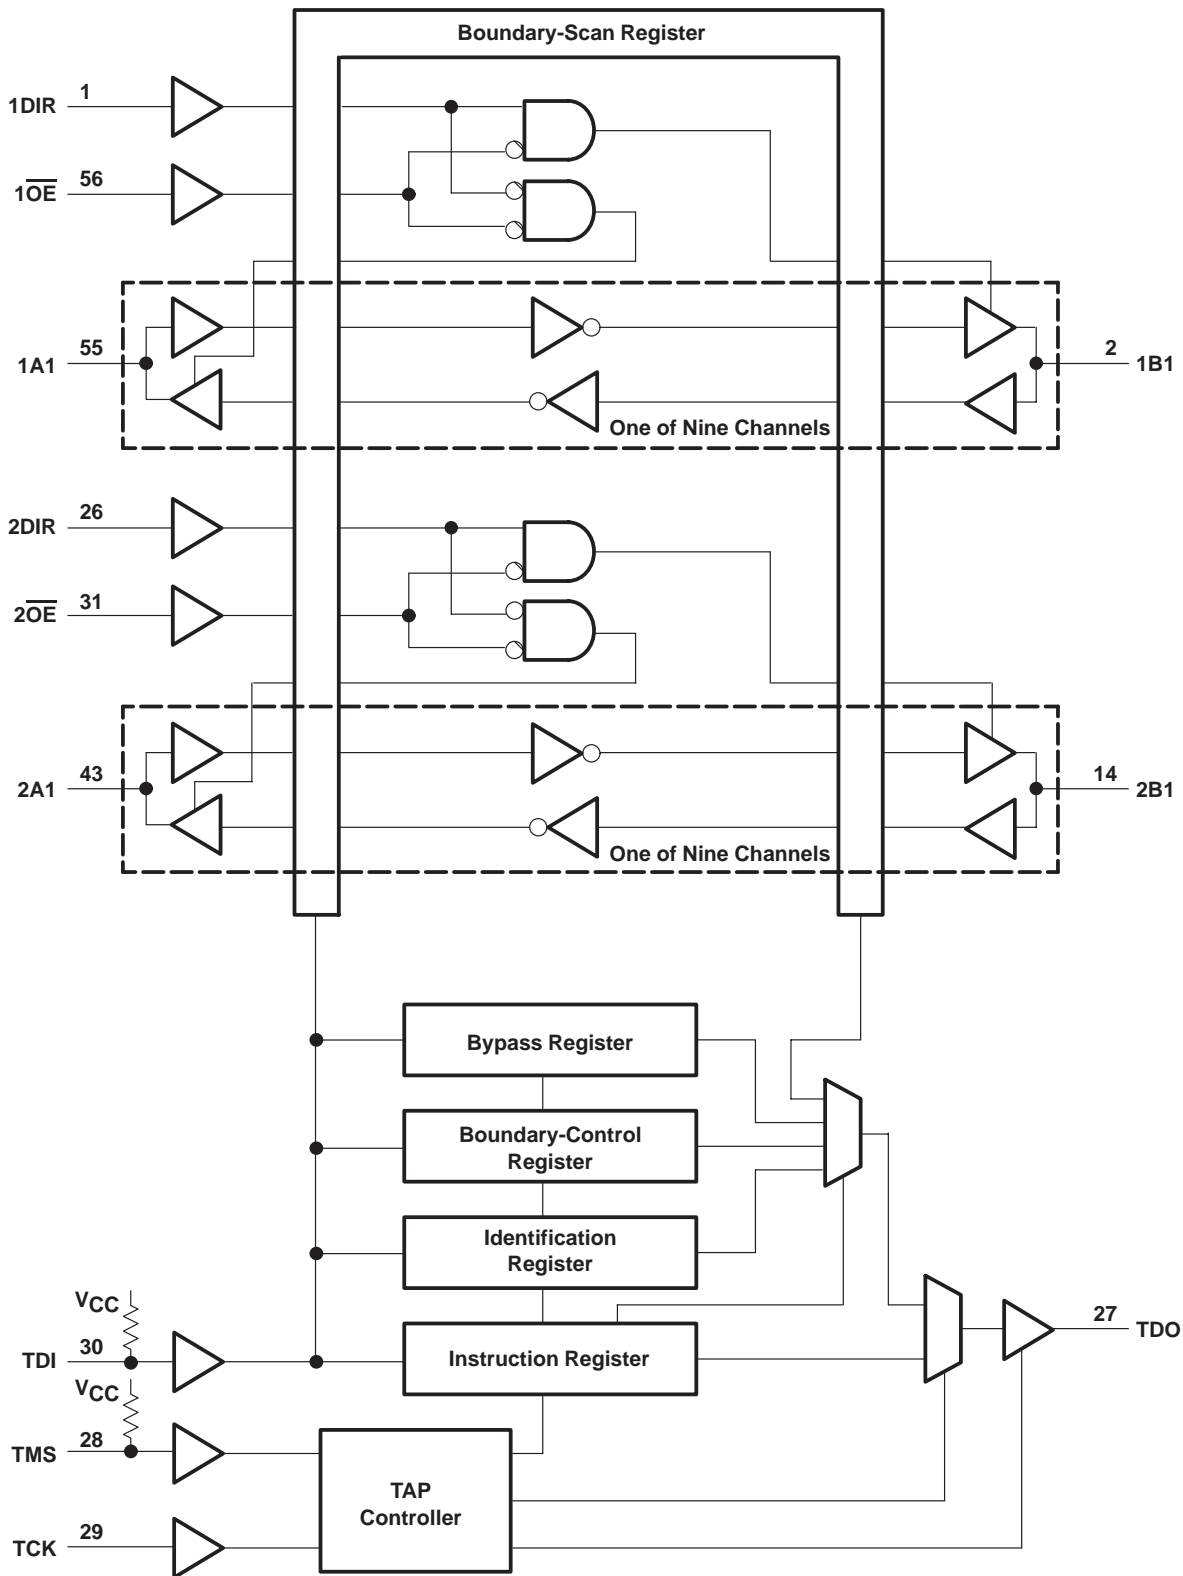 Boundary-Scan Register
1DIR 1
1OE 56
1A1 55
2 1B1
One of Nine Channels
2DIR 26
2OE 31
2A1 43
14 2B1
One of Nine Channels
Bypass Register
Boundary-Control
Register
Identification
Register
VCC
TDI 30
Instruction Register
27 TDO
VCC
TMS 28
TAP
Controller
TCK 29